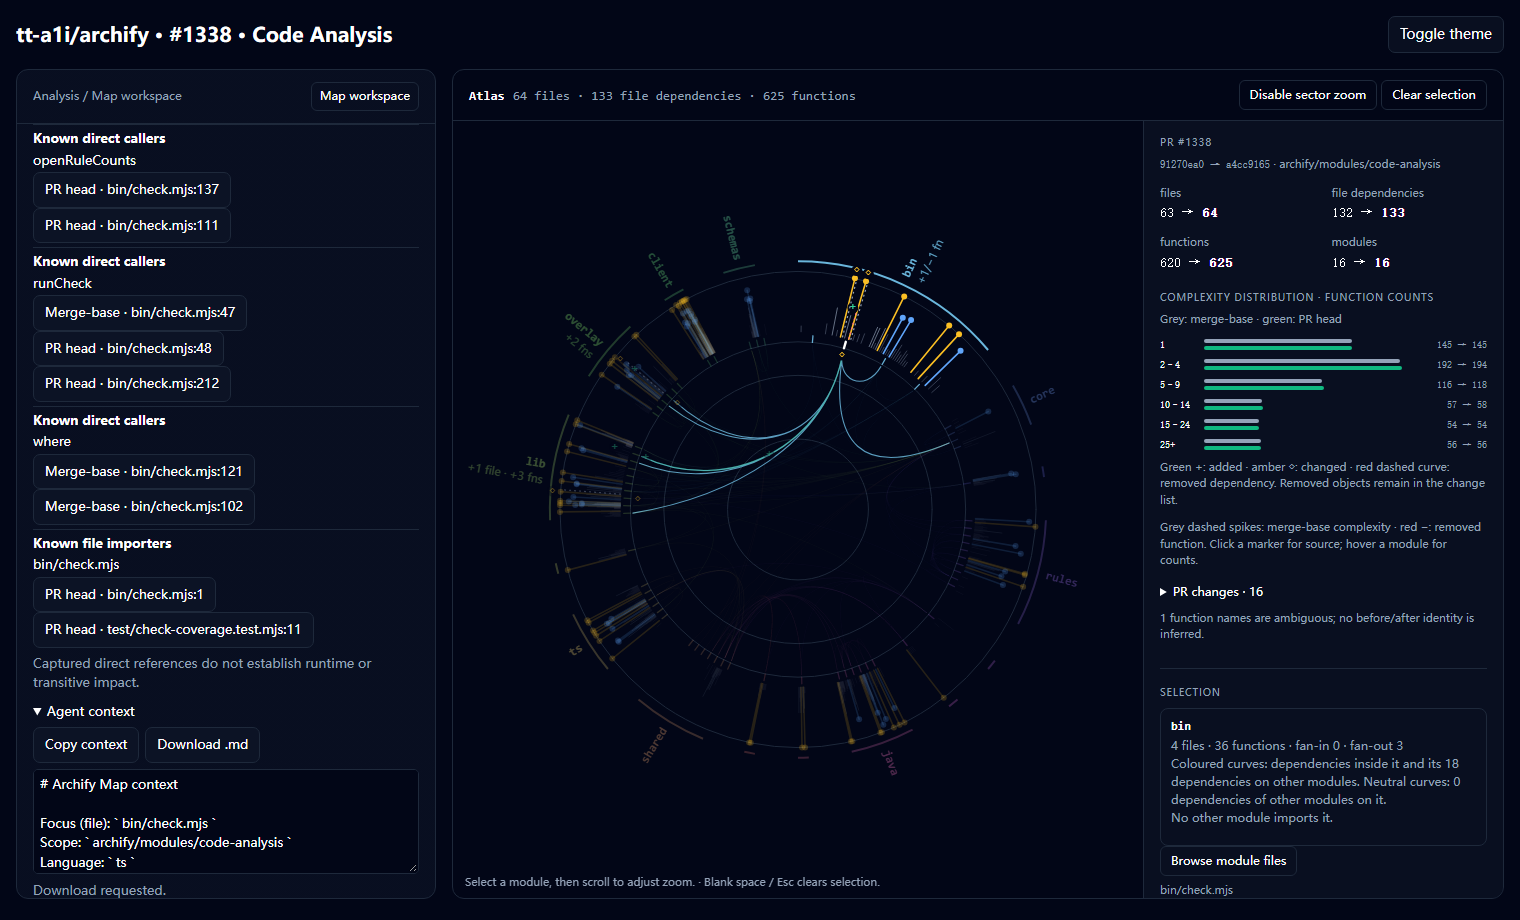 tt-a1i/archify • #1338 • Code Analysis
Toggle theme
Analysis / Map workspace
Map workspace
Known direct callers
openRuleCounts
PR head · bin/check.mjs:137
PR head · bin/check.mjs:111
Known direct callers
runCheck
Merge-base · bin/check.mjs:47
PR head · bin/check.mjs:48
PR head · bin/check.mjs:212
Known direct callers
where
Merge-base · bin/check.mjs:121
Merge-base · bin/check.mjs:102
Known file importers
bin/check.mjs
PR head · bin/check.mjs:1
PR head · test/check-coverage.test.mjs:11
Captured direct references do not establish runtime or
transitive impact.
▼ Agent context
Copy context
Download .md
# Archify Map context
Focus (file): ` bin/check.mjs `
Scope: ` archify/modules/code-analysis `
Language: ` ts `
Download requested.
Atlas 64 files · 133 file dependencies · 625 functions
Disable sector zoom
Clear selection
schemas
client
overlay
+2 fns
lib
+1 file · +3 fns
ts
shared
java
rules
core
bin
+1/−1 fn
Select a module, then scroll to adjust zoom. · Blank space / Esc clears selection.
PR #1338
91270ea0 → a4cc9165 · archify/modules/code-analysis
files
63 → 64
file dependencies
132 → 133
functions
620 → 625
modules
16 → 16
COMPLEXITY DISTRIBUTION · FUNCTION COUNTS
Grey: merge-base · green: PR head
1 145 → 145
2 – 4 192 → 194
5 – 9 116 → 118
10 – 14 57 → 58
15 – 24 54 → 54
25+ 56 → 56
Green +: added · amber ⋄: changed · red dashed curve:
removed dependency. Removed objects remain in the change
list.
Grey dashed spikes: merge-base complexity · red −: removed
function. Click a marker for source; hover a module for
counts.
▶ PR changes · 16
1 function names are ambiguous; no before/after identity is
inferred.
SELECTION
bin
4 files · 36 functions · fan-in 0 · fan-out 3
Coloured curves: dependencies inside it and its 18
dependencies on other modules. Neutral curves: 0
dependencies of other modules on it.
No other module imports it.
Browse module files
bin/check.mjs